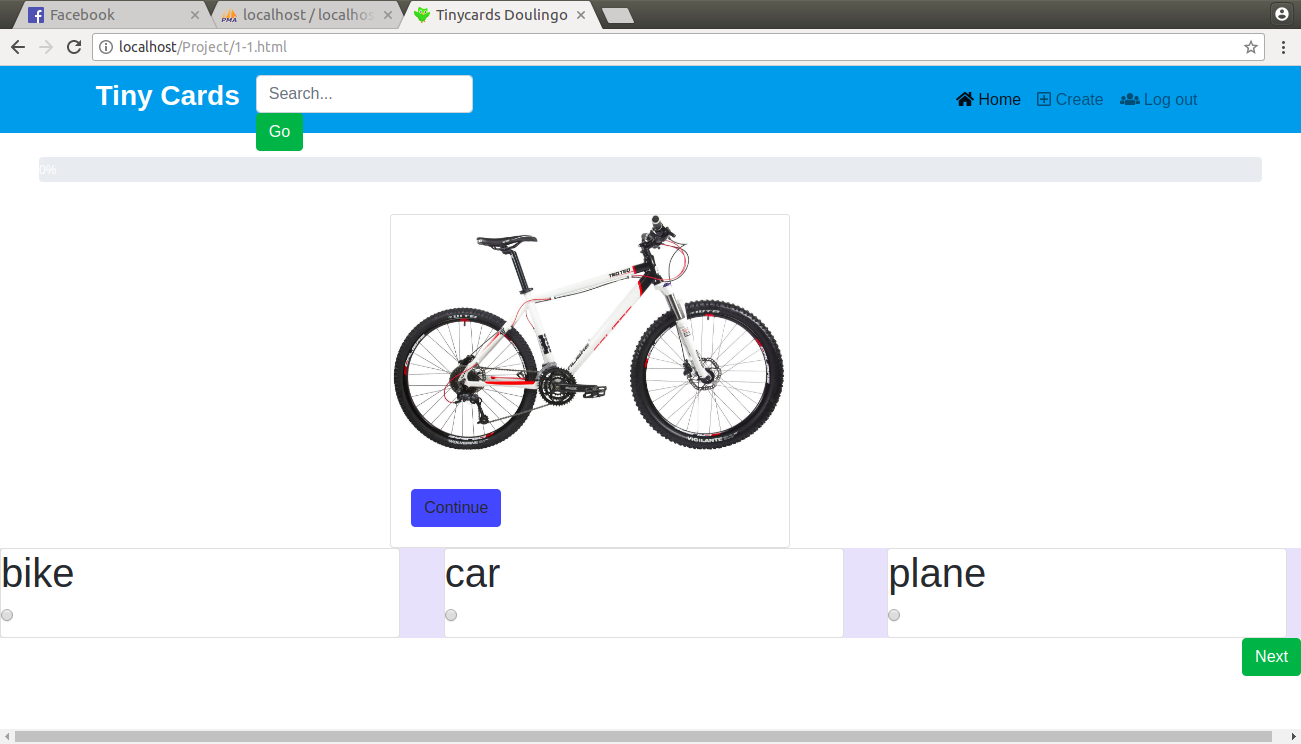 Facebook
PMA localhost / localhos
Tinycards Doulingo
localhost/Project/1-1.html
Tiny Cards
Search...
Go
Home
Create
Log out
0%
VIGILANTE
Continue
bike
car
plane
Next